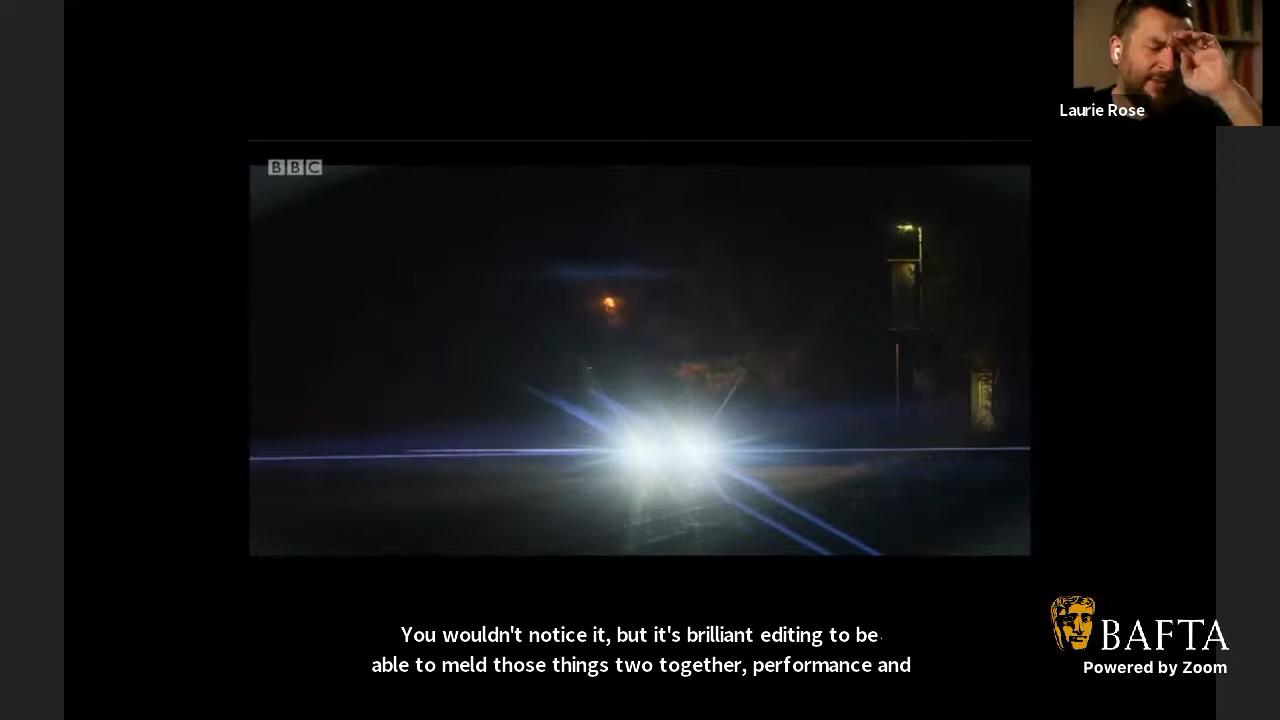 Laurie Rose
BBC
You wouldn't notice it, but it's brilliant editing to be
able to meld those things two together, performance and
BAFTA
Powered by Zoom